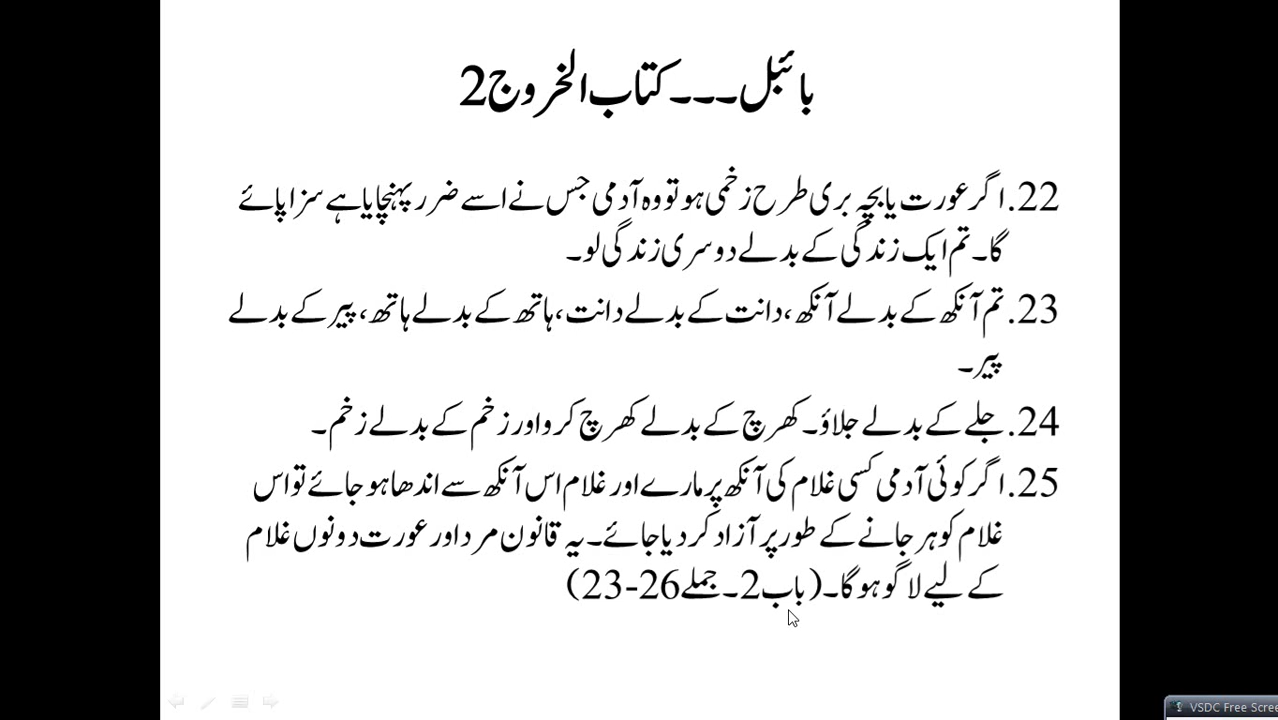 بائبل۔۔۔کتاب الخروج2
22. اگر عورت یا بچہ بری طرح زخمی ہو تو وہ آدمی جس نے اسے ضرر پہنچایا ہے سزا پائے
گا۔ تم ایک زندگی کے بدلے دوسری زندگی لو۔
23. تم آنکھ کے بدلے آنکھ، دانت کے بدلے دانت، ہاتھ کے بدلے ہاتھ، پیر کے بدلے
پیر۔
24. جلے کے بدلے جلاؤ۔ کھرچ کے بدلے کھرچ کرو اور زخم کے بدلے زخم۔
25. اگر کوئی آدمی کسی غلام کی آنکھ پر مارے اور غلام اس آنکھ سے اندھا ہو جائے تو اس
غلام کو ہر جانے کے طور پر آزاد کر دیا جائے۔ یہ قانون مرد اور عورت دونوں غلام
کے لیے لاگو ہو گا۔ (باب 2۔ جملے 26-23)
VSDC Free Scree